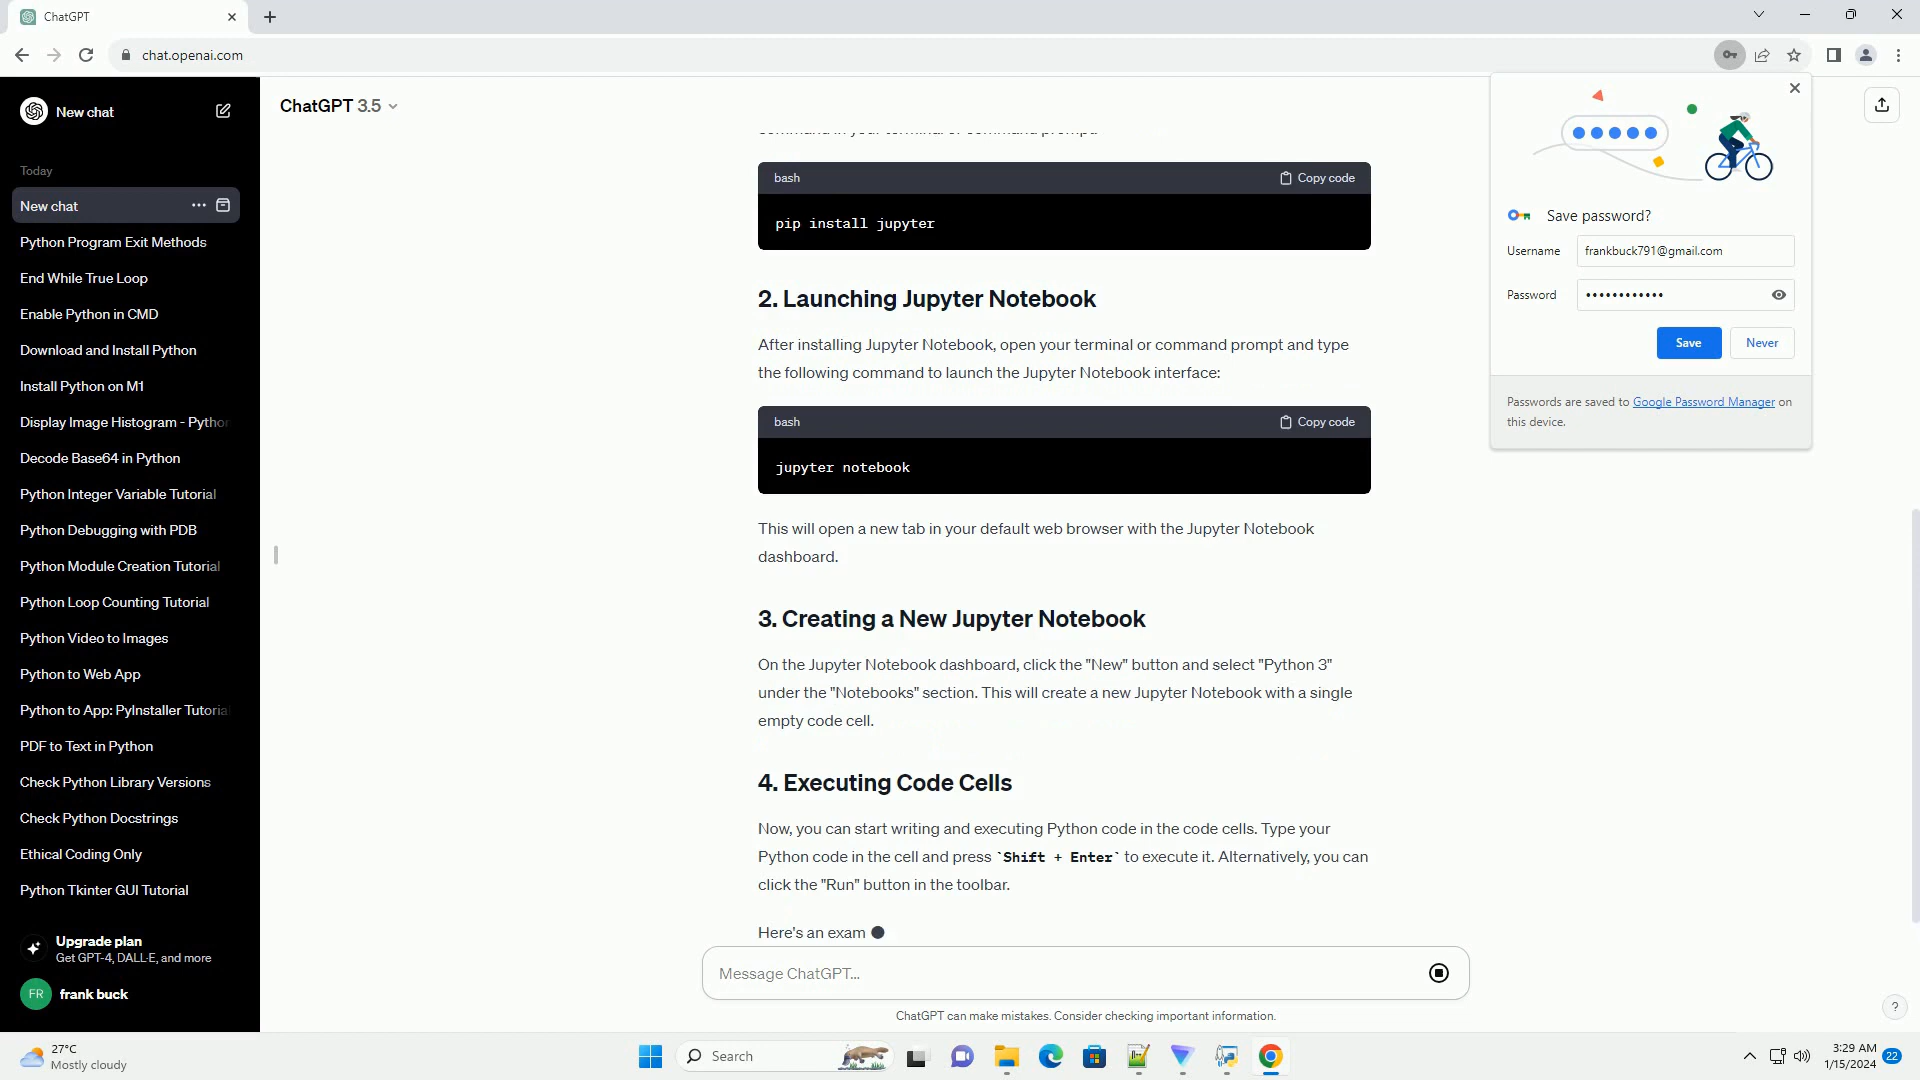 ChatGPT
chat.openai.com
New chat
ChatGPT 3.5
Today
New chat
Python Program Exit Methods
End While True Loop
Enable Python in CMD
Download and Install Python
Install Python on M1
Display Image Histogram - Python
Decode Base64 in Python
Python Integer Variable Tutorial
Python Debugging with PDB
Python Module Creation Tutorial
Python Loop Counting Tutorial
Python Video to Images
Python to Web App
Python to App: PyInstaller Tutorial
PDF to Text in Python
Check Python Library Versions
Check Python Docstrings
Ethical Coding Only
Python Tkinter GUI Tutorial
Upgrade plan
Get GPT-4, DALL·E, and more
FR frank buck
command in your terminal or command prompt:
bash Copy code
pip install jupyter
2. Launching Jupyter Notebook
After installing Jupyter Notebook, open your terminal or command prompt and type
the following command to launch the Jupyter Notebook interface:
bash Copy code
jupyter notebook
This will open a new tab in your default web browser with the Jupyter Notebook
dashboard.
3. Creating a New Jupyter Notebook
On the Jupyter Notebook dashboard, click the "New" button and select "Python 3"
under the "Notebooks" section. This will create a new Jupyter Notebook with a single
empty code cell.
4. Executing Code Cells
Now, you can start writing and executing Python code in the code cells. Type your
Python code in the cell and press `Shift + Enter` to execute it. Alternatively, you can
click the "Run" button in the toolbar.
Here's an exam
Message ChatGPT...
ChatGPT can make mistakes. Consider checking important information.
?
Save password?
Username frankbuck791@gmail.com
Password ••••••••••••
Save Never
Passwords are saved to Google Password Manager on
this device.
27°C
Mostly cloudy
Search
3:29 AM
1/15/2024
22